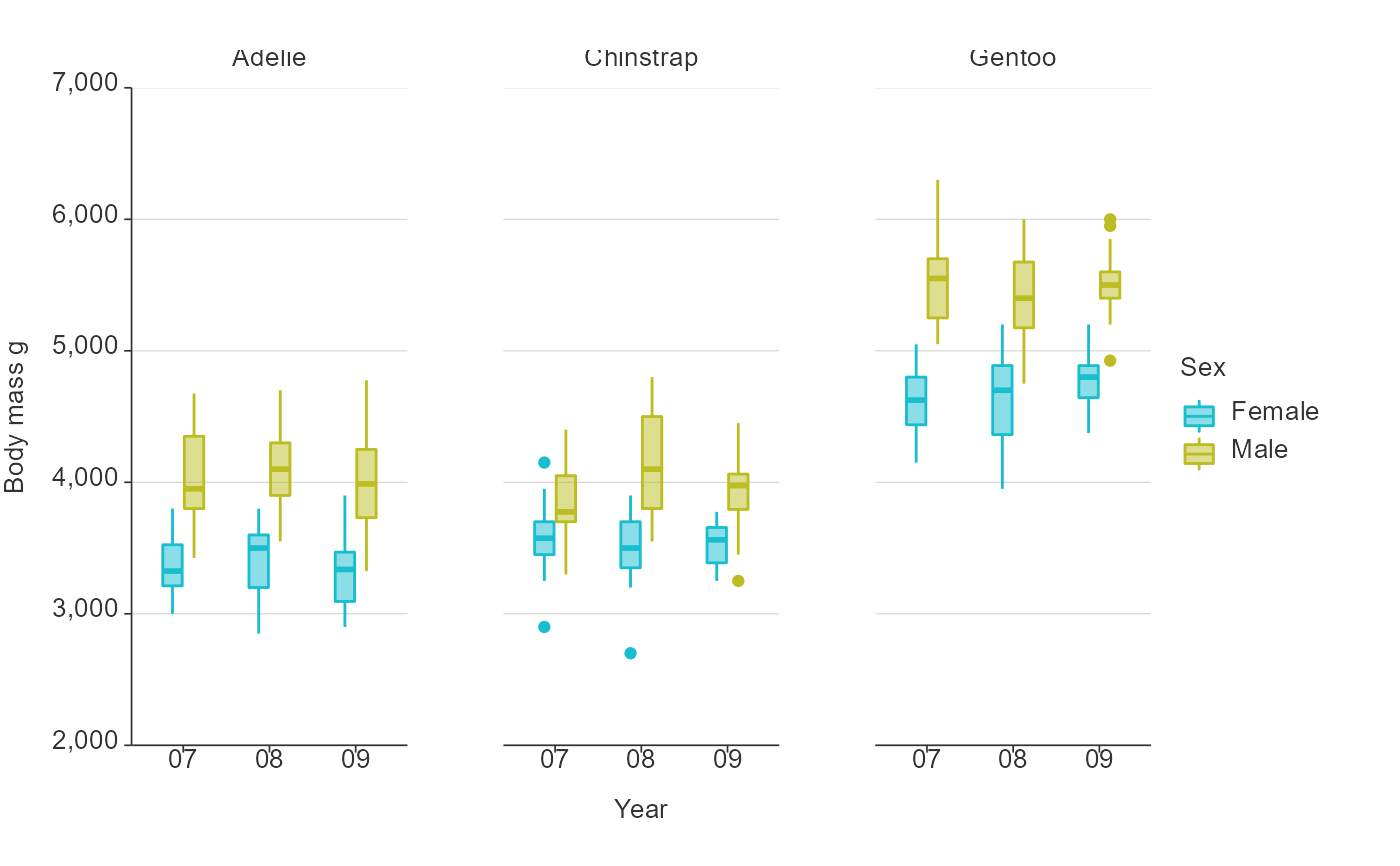 Adelie Chinstrap Gentoo
7,000
6,000
5,000
4,000
3,000
2,000
Body mass g
07 08 09 07 08 09 07 08 09
Year
Sex
Female
Male